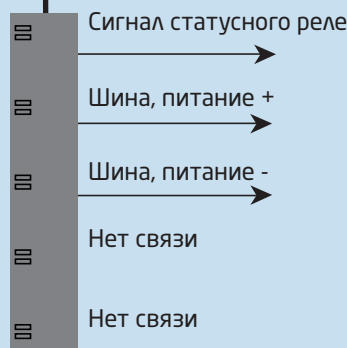 Сигнал статусного реле
Шина, питание +
Шина, питание -
Нет связи
Нет связи